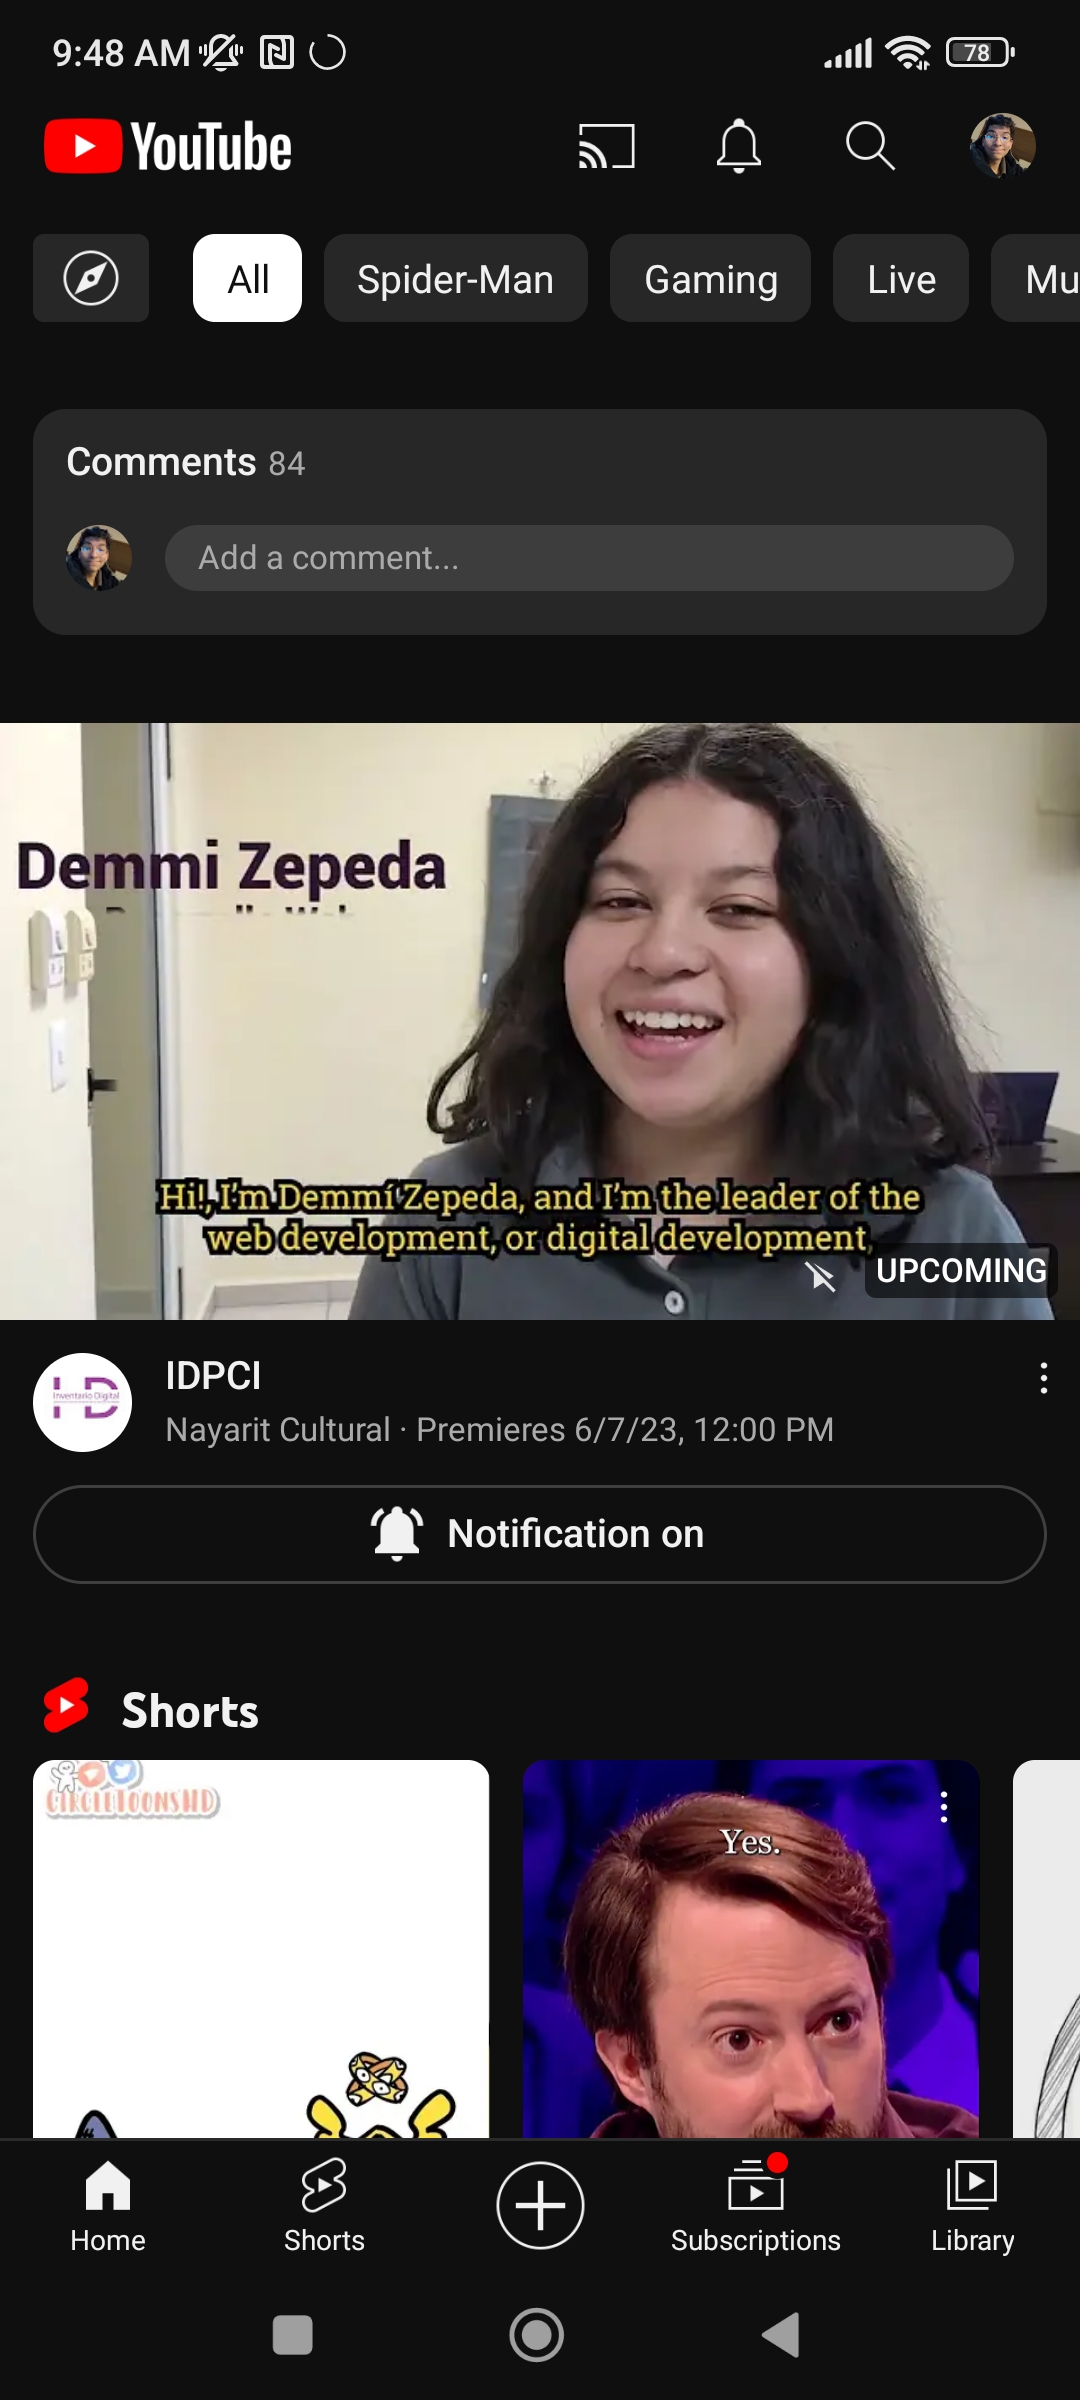 9:48 AM
78
YouTube
All
Spider-Man
Gaming
Live
Mu
Comments 84
Add a comment...
Demmi Zepeda
Hi!, I'm Demmí Zepeda, and I'm the leader of the
web development, or digital development,
UPCOMING
Inventario Digital
IDPCI
Nayarit Cultural · Premieres 6/7/23, 12:00 PM
Notification on
Shorts
CIRCLETOONSHD
Yes.
Home
Shorts
Subscriptions
Library